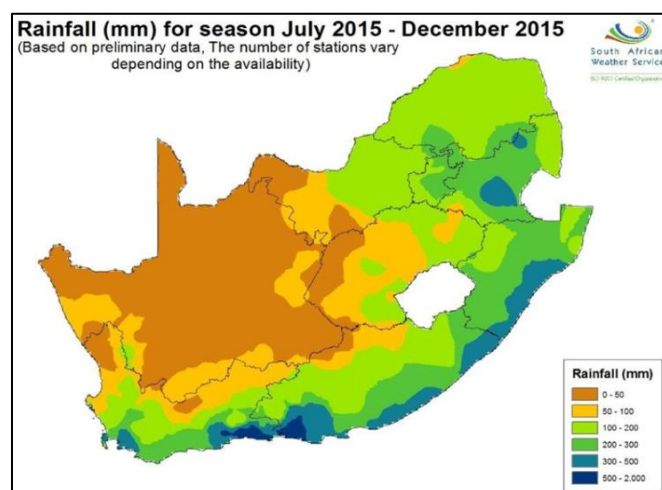 Rainfall (mm) for season July 2015 - December 2015
(Based on preliminary data, The number of stations vary
depending on the availability)
South African
Weather Service
Rainfall (mm)
0 - 50
50 - 100
100 - 200
200 - 300
300 - 500
500 - 2,000